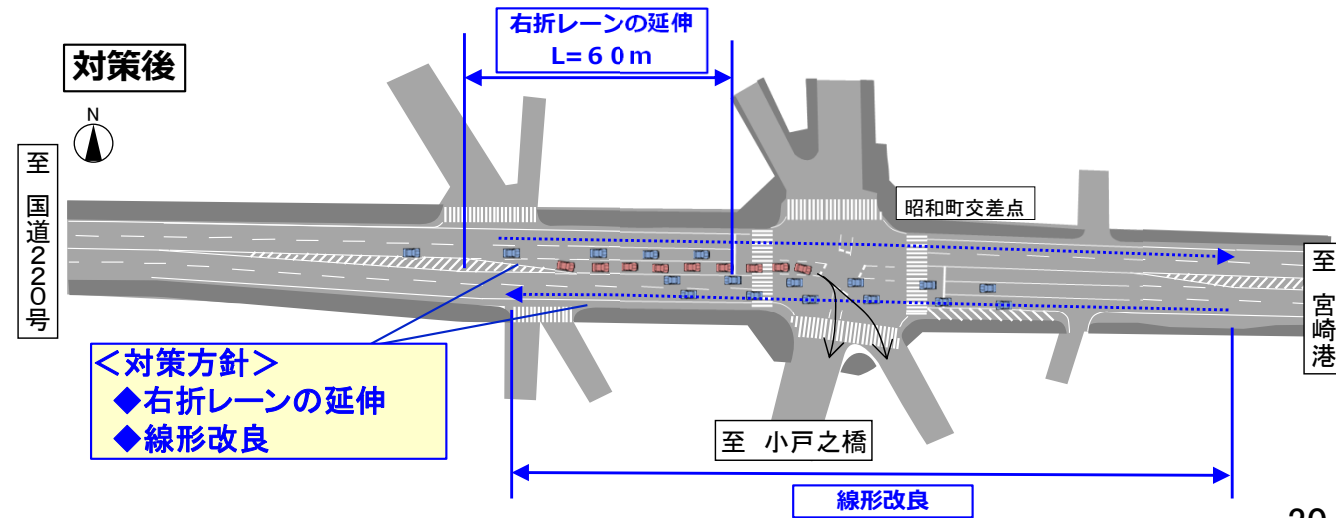 右折レーンの延伸
L=60m
対策後
N
至 国道220号
昭和町交差点
至 宮崎港
<対策方針>
◆右折レーンの延伸
◆線形改良
至 小戸之橋
線形改良